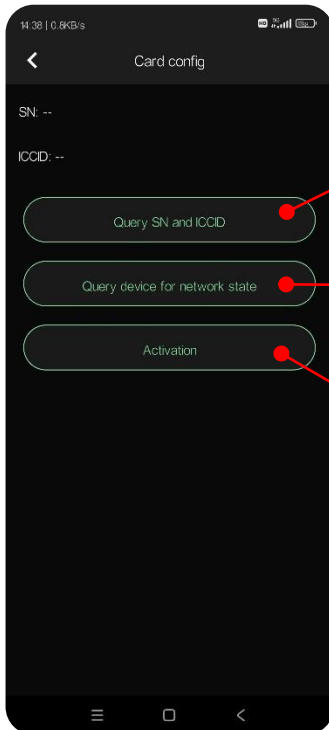 14:38 | 0.8KB/s
Card config
SN: --
ICCID: --
Query SN and ICCID
Query device for network state
Activation